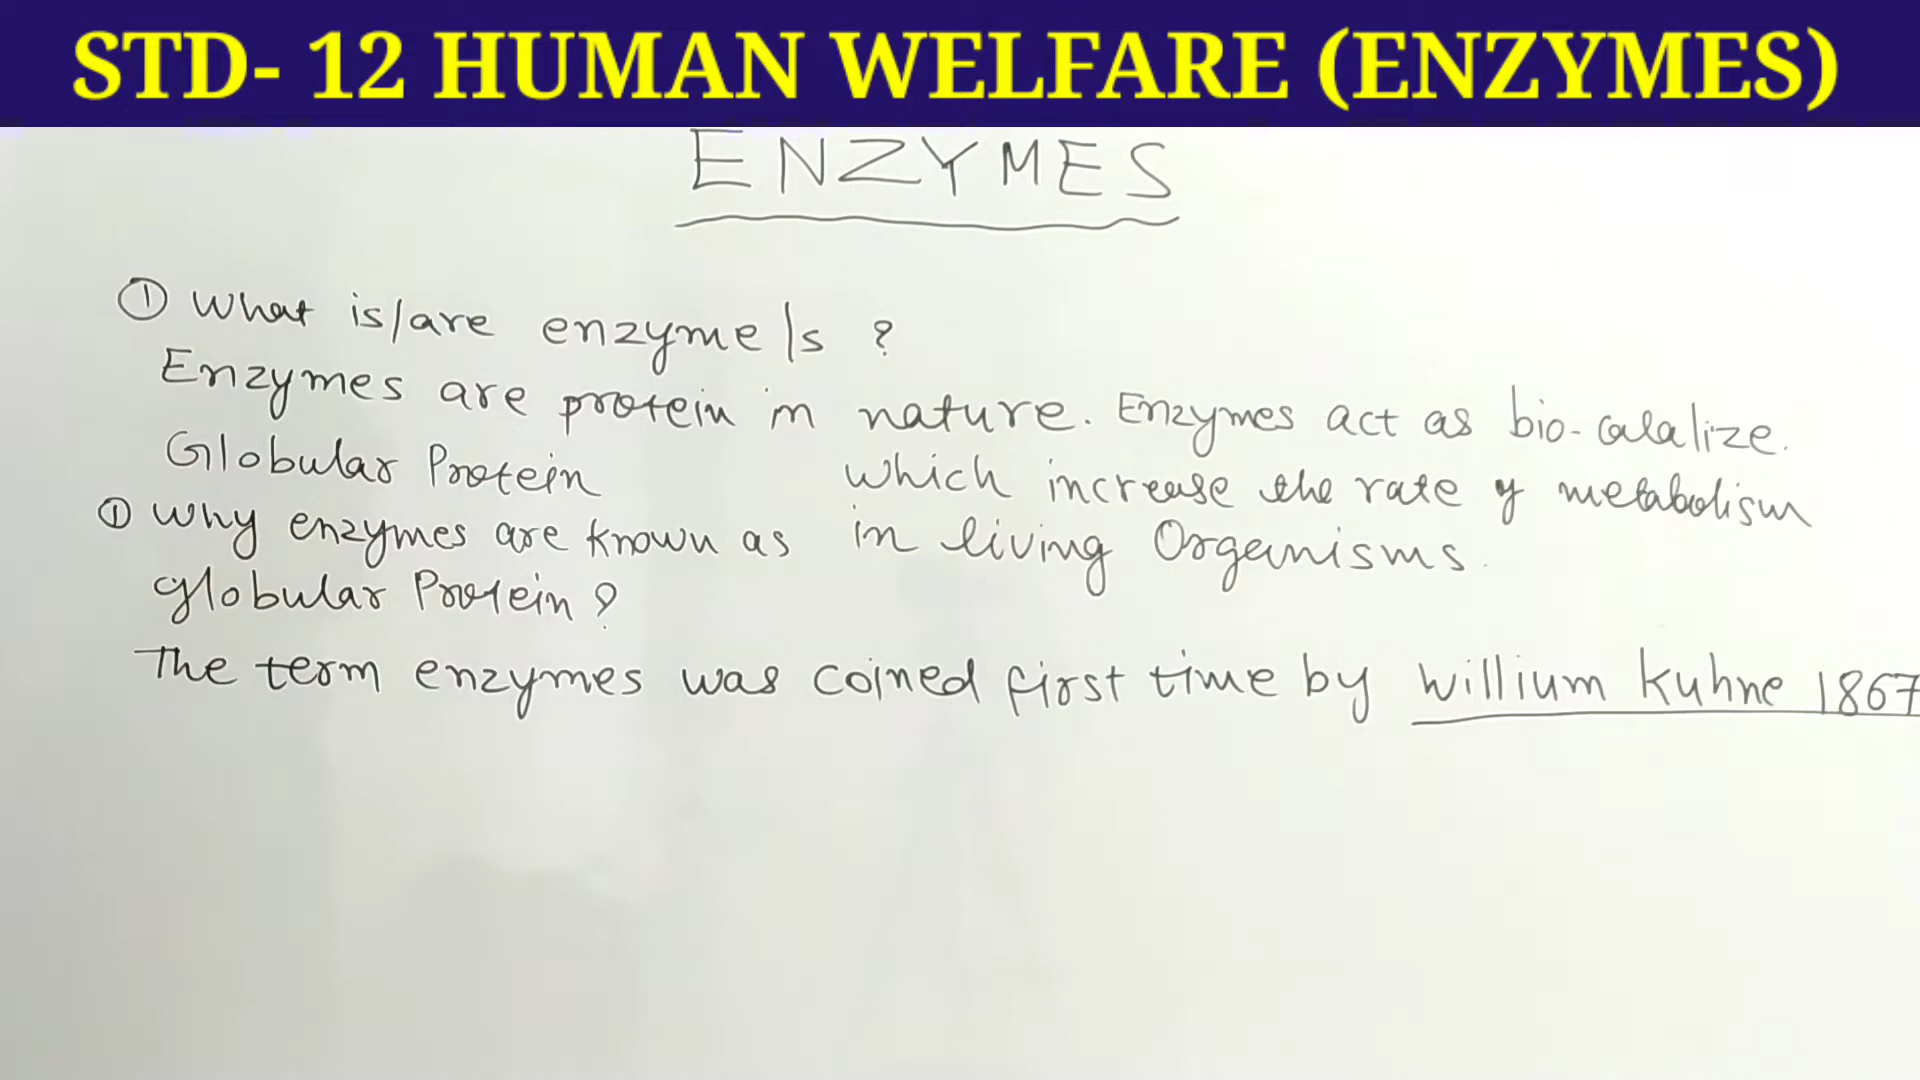 STD- 12 HUMAN WELFARE (ENZYMES)
ENZYMES
① What is/are enzyme/s ?
Enzymes are protein in nature. Enzymes act as bio-catalize.
Globular Protein
which increase the rate of metabolism
① Why enzymes are known as
in living Organisms.
globular Protein ?
The term enzymes was coined first time by Willium Kuhne 1867